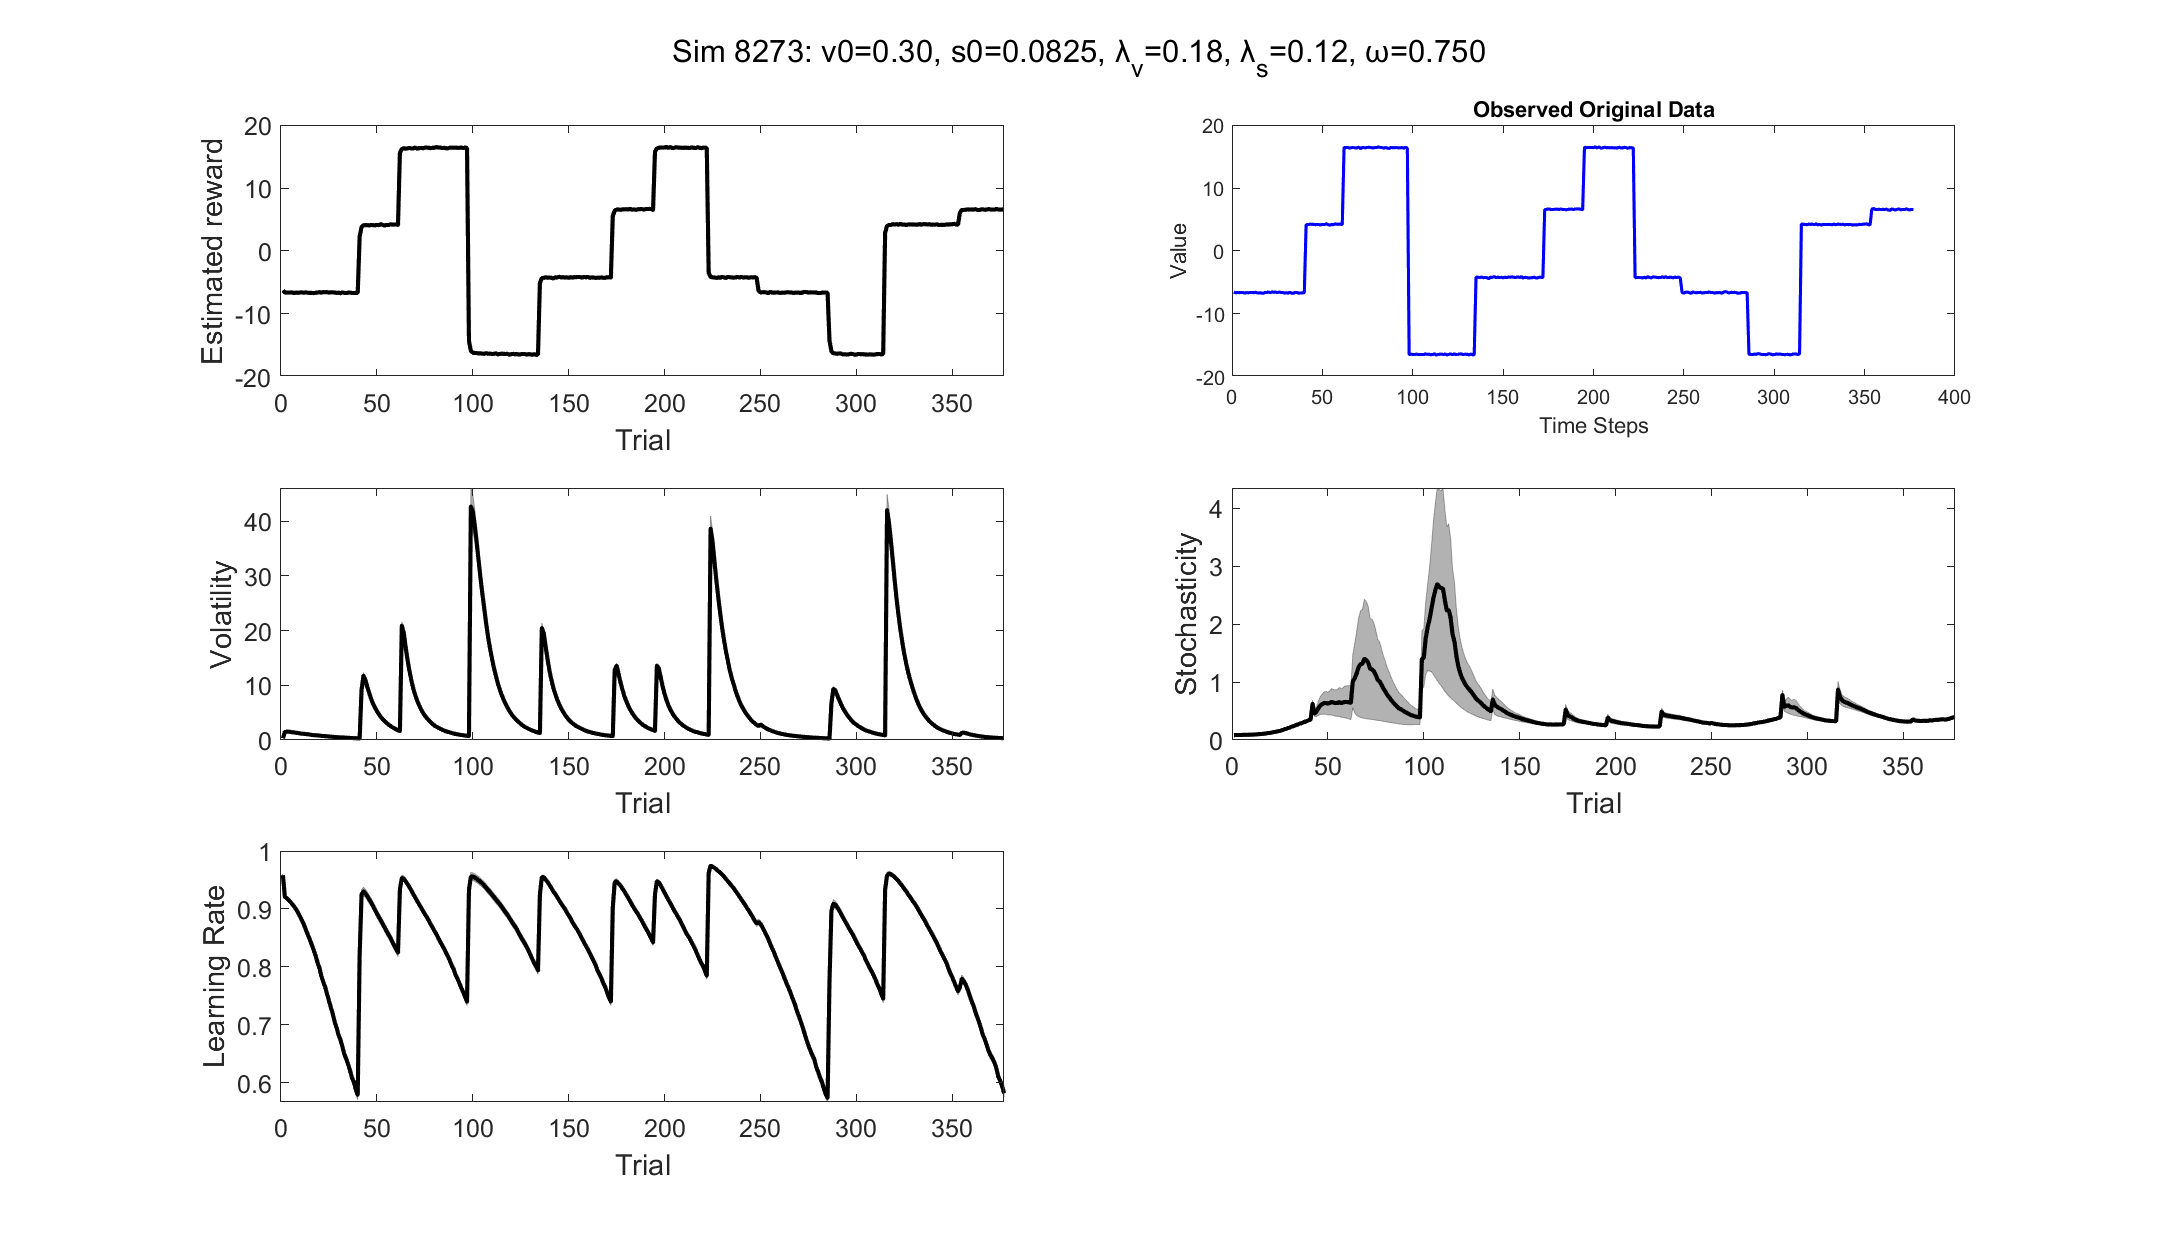 Sim 8273: v0=0.30, s0=0.0825, λv=0.18, λs=0.12, ω=0.750
Estimated reward
20
10
0
-10
-20
0 50 100 150 200 250 300 350
Trial
Observed Original Data
Value
20
10
0
-10
-20
0 50 100 150 200 250 300 350 400
Time Steps
Volatility
40
30
20
10
0
0 50 100 150 200 250 300 350
Trial
Stochasticity
4
3
2
1
0
0 50 100 150 200 250 300 350
Trial
Learning Rate
1
0.9
0.8
0.7
0.6
0 50 100 150 200 250 300 350
Trial